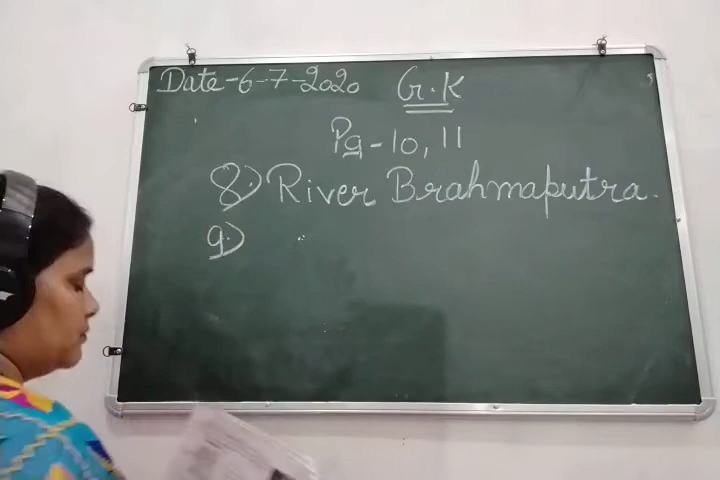 Date-6-7-2020 G.K
Pg-10, 11
8.) River Brahmaputra.
9.)